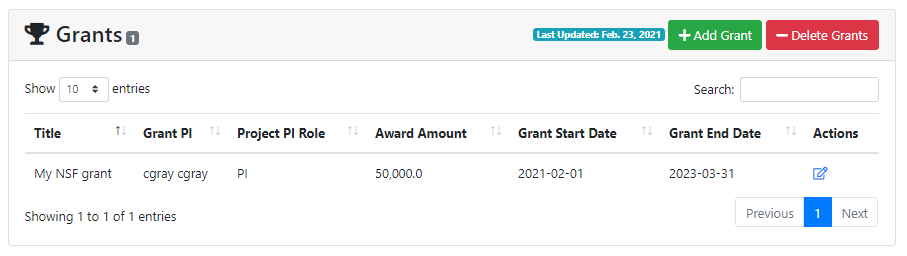 Grants 1 Last Updated: Feb. 23, 2021 Add Grant Delete Grants
Show 10 entries Search:
Title Grant PI Project PI Role Award Amount Grant Start Date Grant End Date Actions
My NSF grant cgray cgray PI 50,000.0 2021-02-01 2023-03-31
Showing 1 to 1 of 1 entries Previous 1 Next